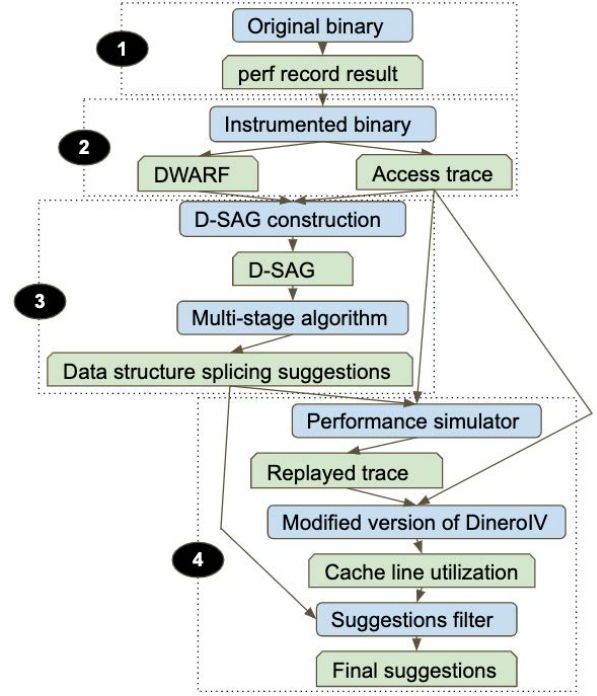 1
Original binary
perf record result
2
Instrumented binary
DWARF
Access trace
3
D-SAG construction
D-SAG
Multi-stage algorithm
Data structure splicing suggestions
4
Performance simulator
Replayed trace
Modified version of DineroIV
Cache line utilization
Suggestions filter
Final suggestions